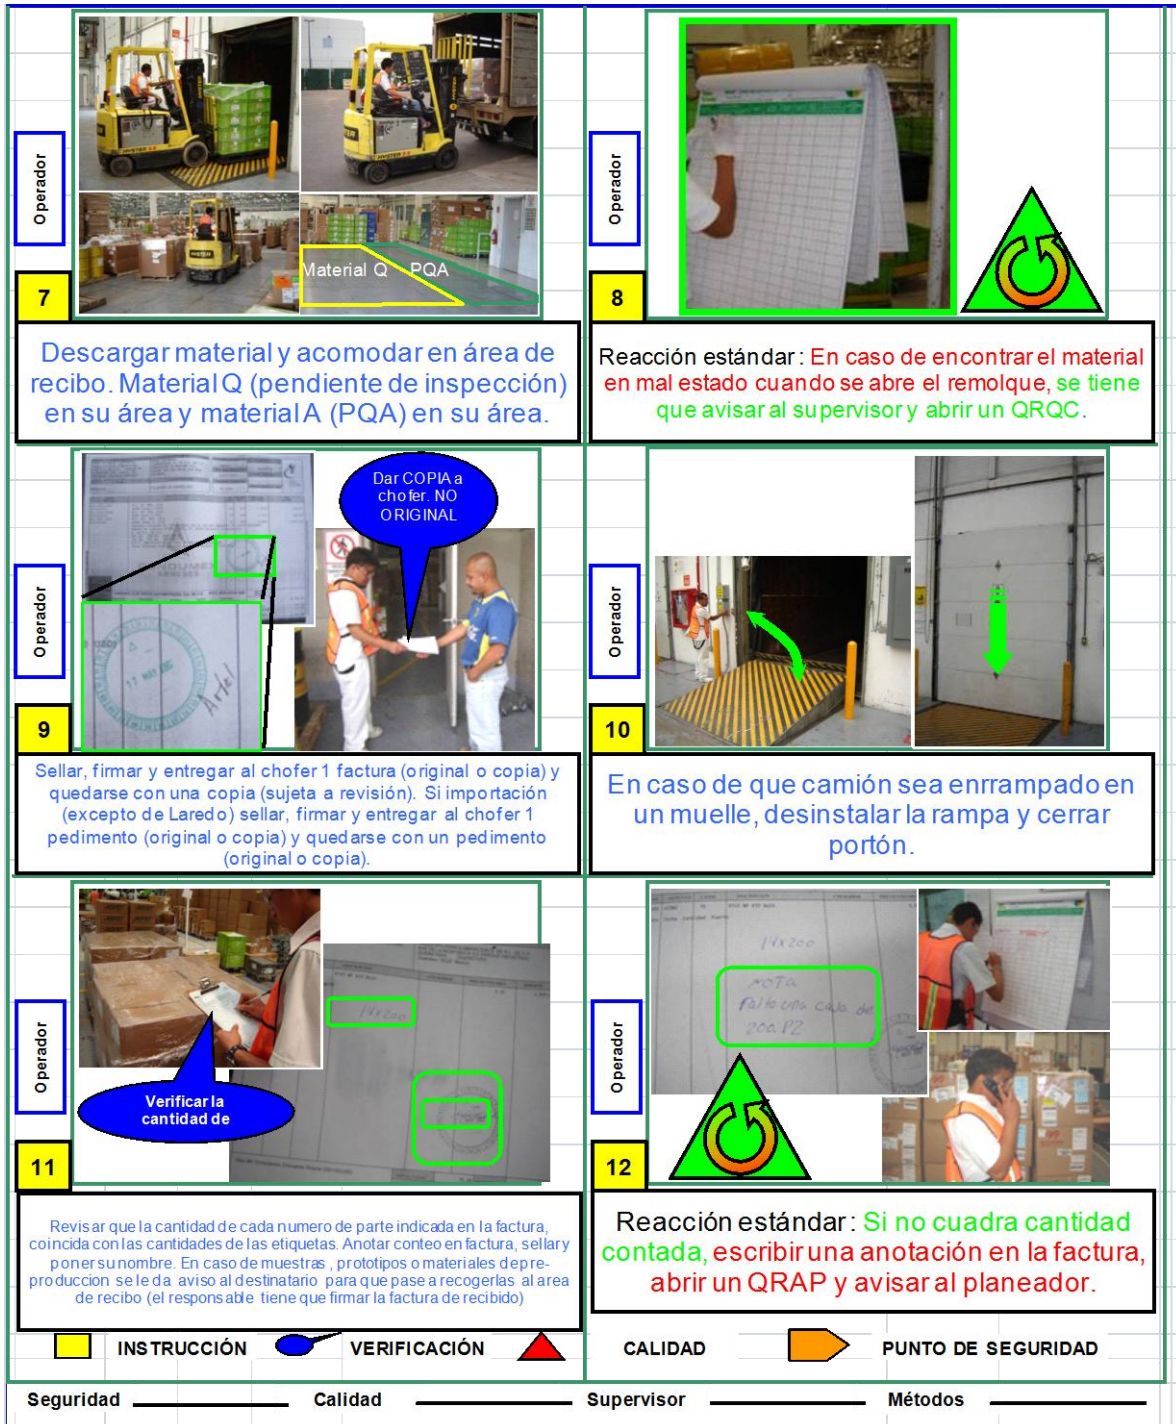 Operador
7
Material Q
PQA
Descargar material y acomodar en área de
recibo. Material Q (pendiente de inspección)
en su área y material A (PQA) en su área.
Operador
8
Reacción estándar: En caso de encontrar el material
en mal estado cuando se abre el remolque, se tiene
que avisar al supervisor y abrir un QRQC.
Operador
9
Dar COPIA a
chofer. NO
ORIGINAL
17 MAY
Sellar, firmar y entregar al chofer 1 factura (original o copia) y
quedarse con una copia (sujeta a revisión). Si importación
(excepto de Laredo) sellar, firmar y entregar al chofer 1
pedimento (original o copia) y quedarse con un pedimento
(original o copia).
Operador
10
En caso de que camión sea enrrampado en
un muelle, desinstalar la rampa y cerrar
portón.
Operador
11
Verificar la
cantidad de
14x200
Revisar que la cantidad de cada numero de parte indicada en la factura,
coincida con las cantidades de las etiquetas. Anotar conteo en factura, sellar y
poner su nombre. En caso de muestras , prototipos o materiales de pre-
produccion se le da aviso al destinatario para que pase a recogerlas al area
de recibo (el responsable tiene que firmar la factura de recibido)
Operador
12
14x200
NOTA
Falto una caja de
200 PZ
Reacción estándar: Si no cuadra cantidad
contada, escribir una anotación en la factura,
abrir un QRAP y avisar al planeador.
INSTRUCCIÓN VERIFICACIÓN CALIDAD PUNTO DE SEGURIDAD
Seguridad Calidad Supervisor Métodos